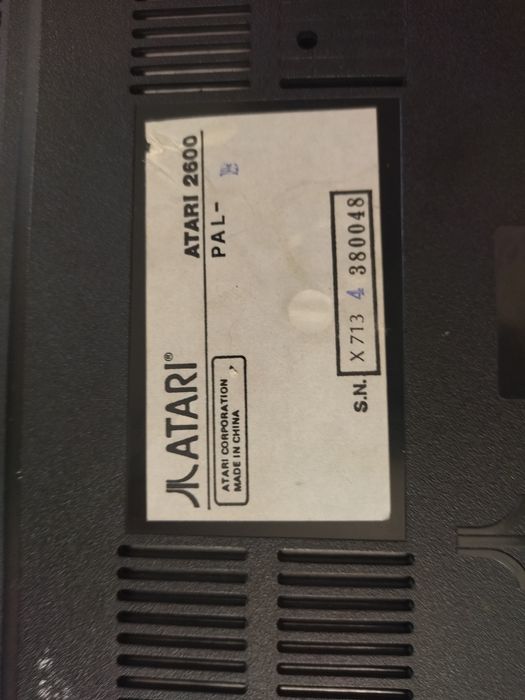 ATARI® ATARI 2600
PAL-
ATARI CORPORATION
MADE IN CHINA
S.N. X713 4 380048